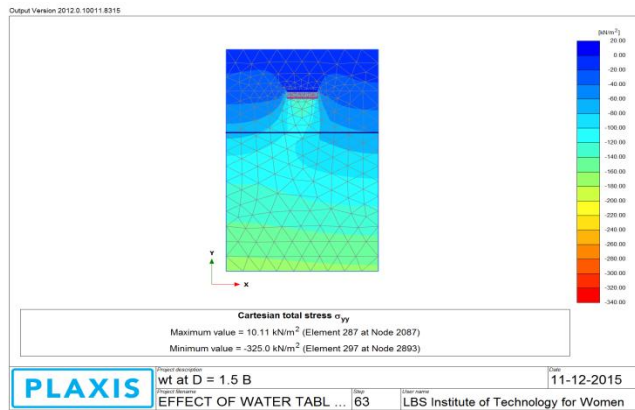 Output Version 2012.0.10011.8315
[kN/m²]
20.00
0.00
-20.00
-40.00
-60.00
-80.00
-100.00
-120.00
-140.00
-160.00
-180.00
-200.00
-220.00
-240.00
-260.00
-280.00
-300.00
-320.00
-340.00
Y
X
Cartesian total stress σyy
Maximum value = 10.11 kN/m² (Element 287 at Node 2087)
Minimum value = -325.0 kN/m² (Element 297 at Node 2893)
PLAXIS
Project description
wt at D = 1.5 B
Date
11-12-2015
Project filename
EFFECT OF WATER TABL ...
Step
63
User name
LBS Institute of Technology for Women